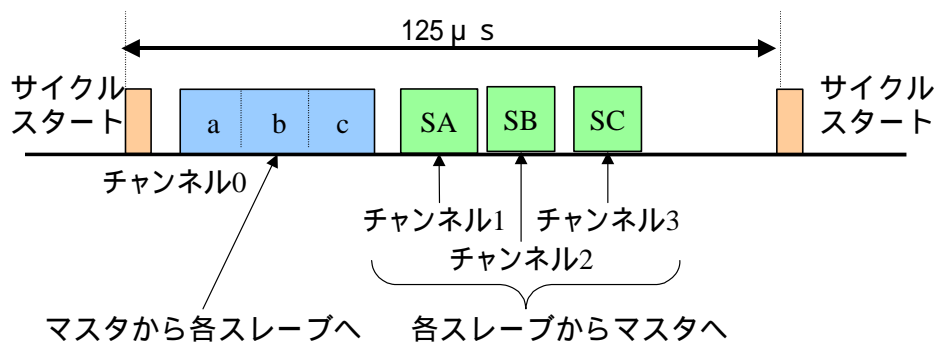 125μs
サイクル
スタート
サイクル
スタート
a b c SA SB SC
チャンネル0
チャンネル1 チャンネル3
チャンネル2
マスタから各スレーブへ 各スレーブからマスタへ